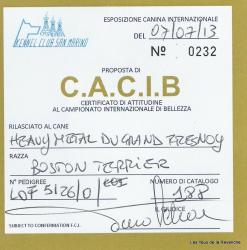 KENNEL CLUB SAN MARINO
ESPOSIZIONE CANINA INTERNAZIONALE
DEL 07/07/13
Nº 0232
PROPOSTA DI
C.A.C.I.B
CERTIFICATO DI ATTITUDINE
AL CAMPIONATO INTERNAZIONALE DI BELLEZZA
RILASCIATO AL CANE
HEAVY METAL DU GRAND FRESNOY
RAZZA
BOSTON TERRIER
N° PEDIGREE
NUMERO DI CATALOGO
LOF 5126/0/
188
IL GIUDICE
SUBJECT TO CONFIRMATION F.C.I.
Les Fous de la Revenche